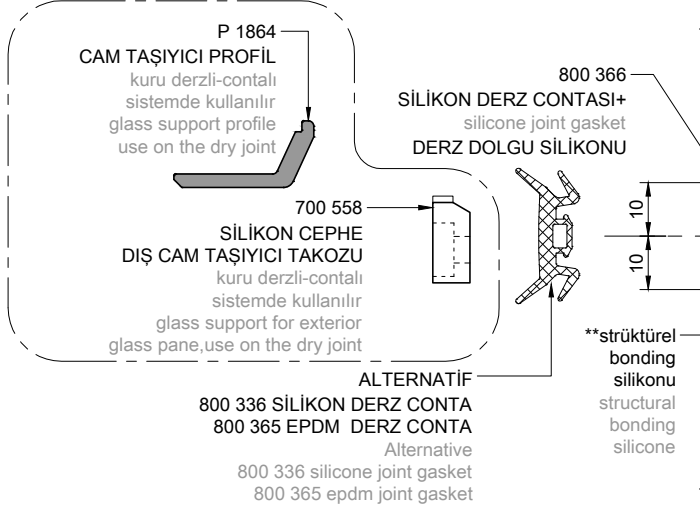 P 1864
CAM TAŞIYICI PROFİL
kuru derzli-contalı
sistemde kullanılır
glass support profile
use on the dry joint
800 366
SİLİKON DERZ CONTASI+
silicone joint gasket
DERZ DOLGU SİLİKONU
700 558
SİLİKON CEPHE
DIŞ CAM TAŞIYICI TAKOZU
kuru derzli-contalı
sistemde kullanılır
glass support for exterior
glass pane,use on the dry joint
10
10
**strüktürel
bonding
silikonu
structural
bonding
silicone
ALTERNATİF
800 336 SİLİKON DERZ CONTA
800 365 EPDM DERZ CONTA
Alternative
800 336 silicone joint gasket
800 365 epdm joint gasket